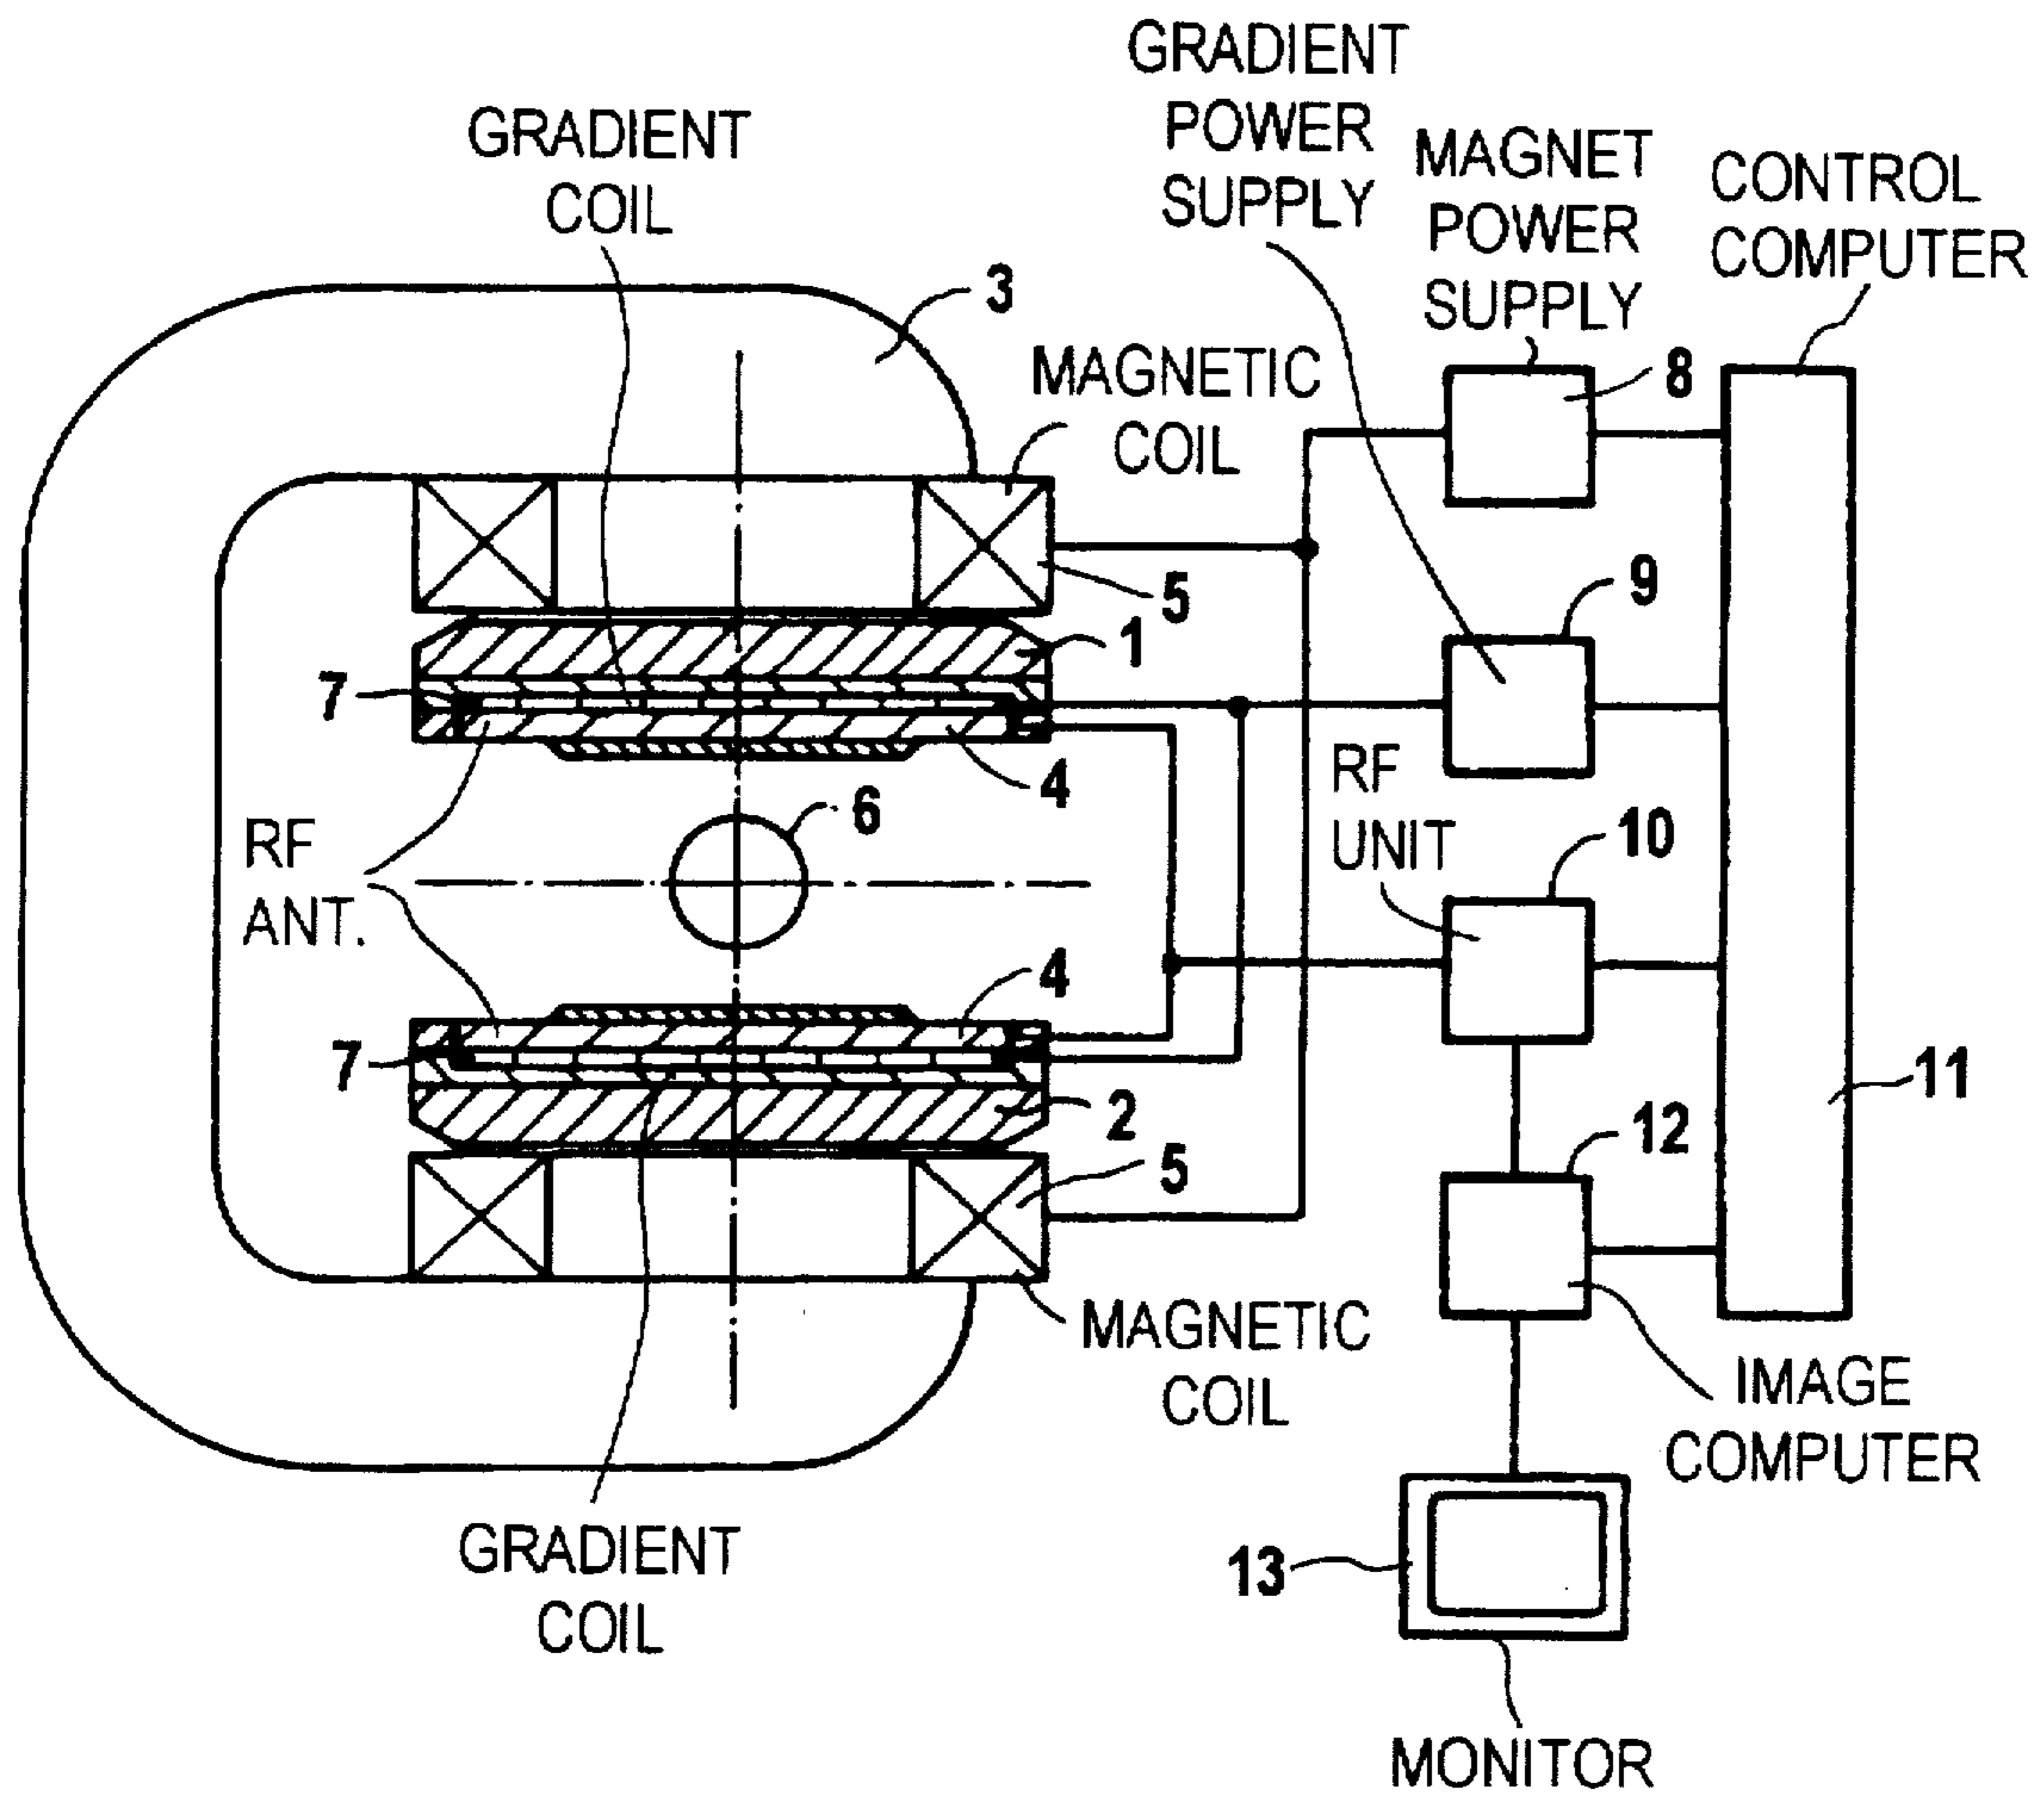 GRADIENT
POWER
SUPPLY
GRADIENT
COIL
MAGNET
POWER
SUPPLY
CONTROL
COMPUTER
3
MAGNETIC
COIL
8
5
9
1
7
4
RF
UNIT
6
10
RF
ANT.
4
7
11
2
12
5
MAGNETIC
COIL
IMAGE
COMPUTER
GRADIENT
COIL
13
MONITOR